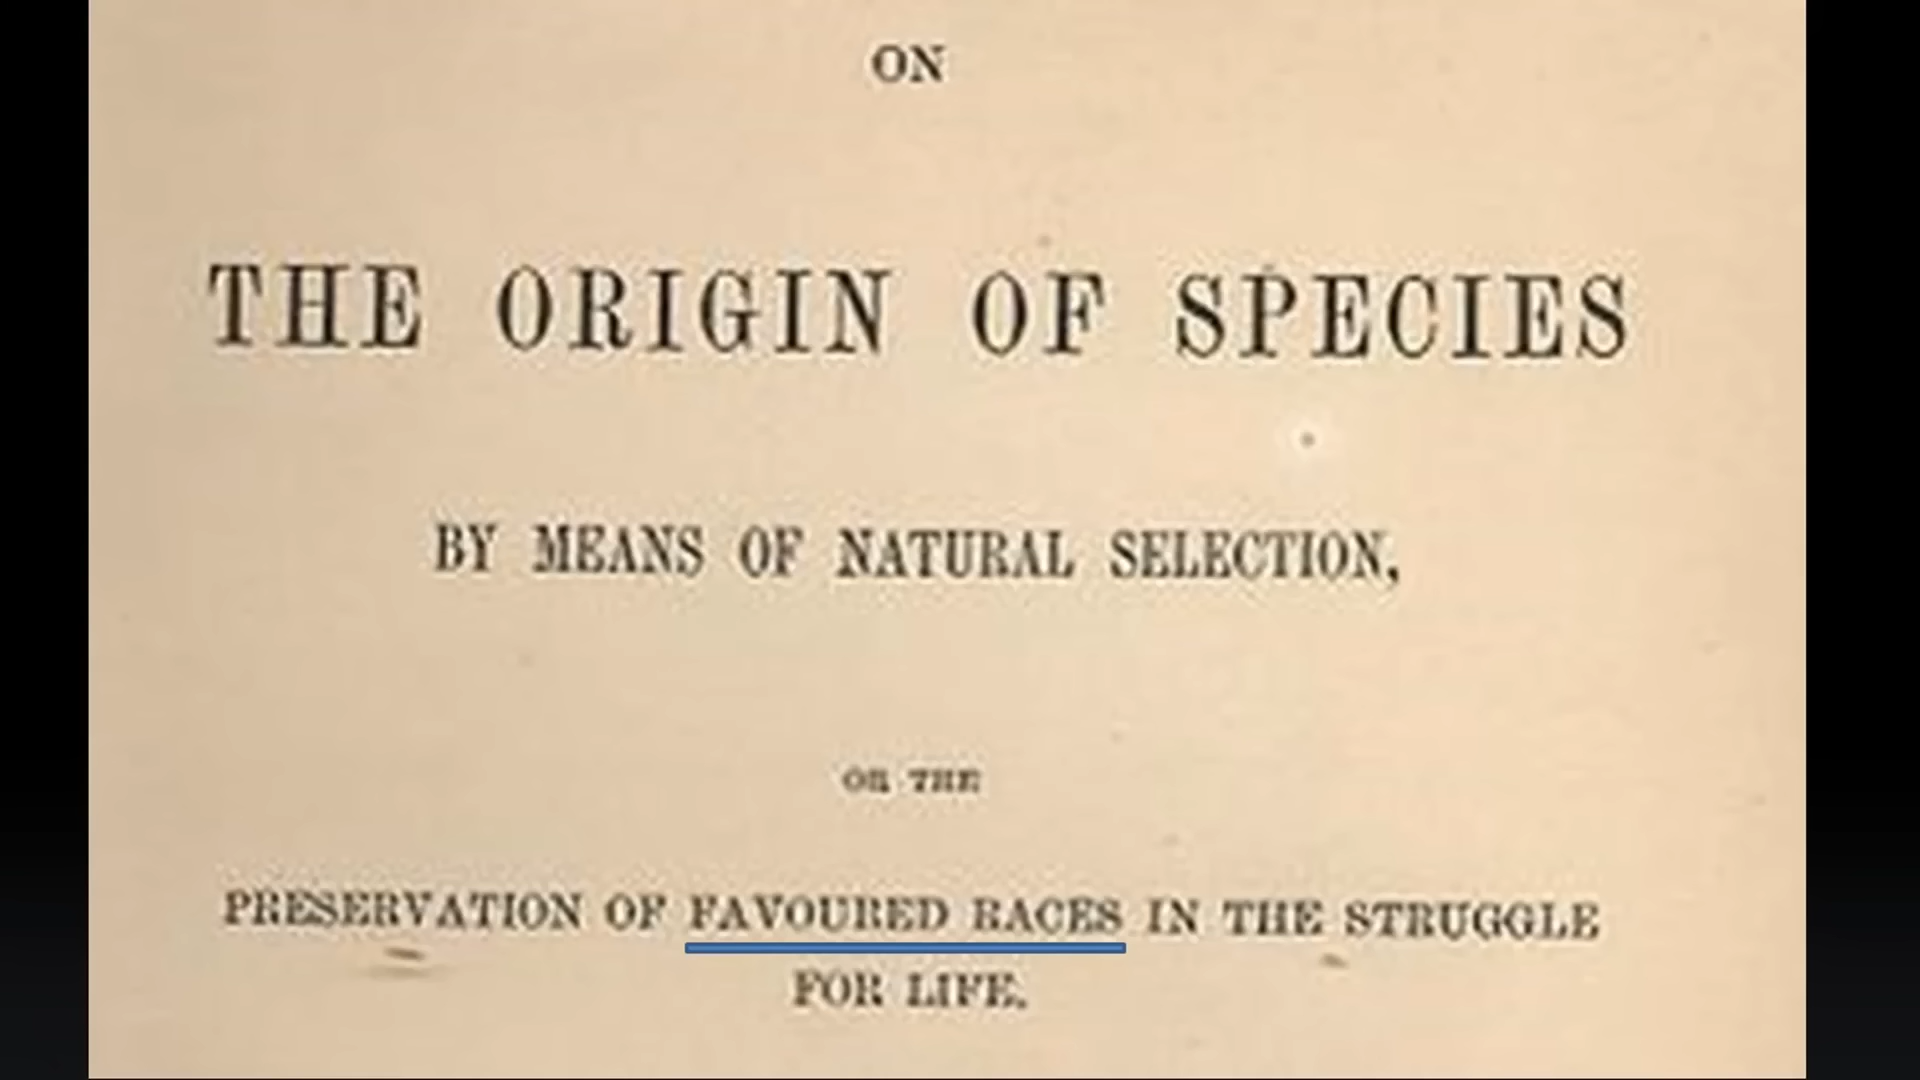 ON
THE ORIGIN OF SPECIES
BY MEANS OF NATURAL SELECTION,
OR THE
PRESERVATION OF FAVOURED RACES IN THE STRUGGLE
FOR LIFE.